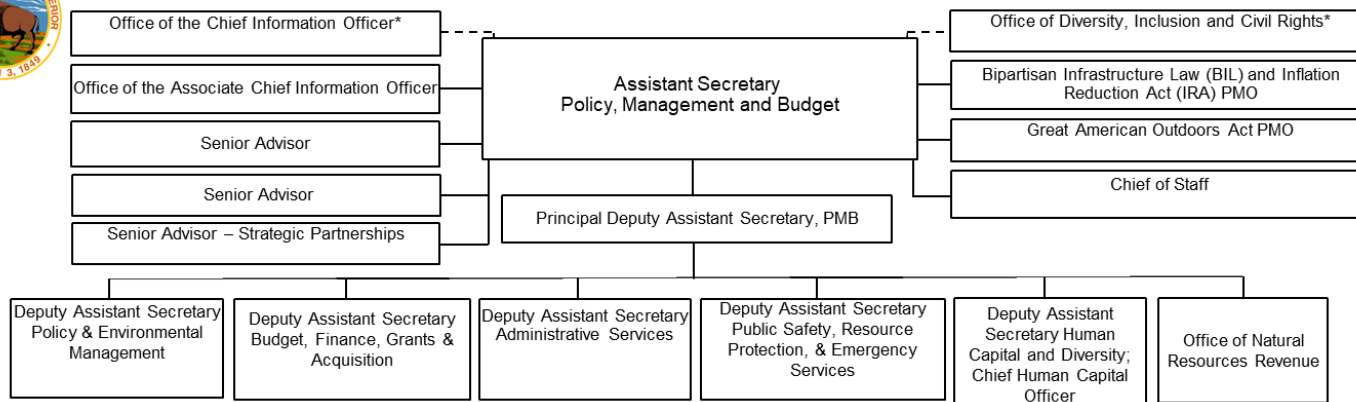 ERIOR
3, 1849
Office of the Chief Information Officer*
Office of the Associate Chief Information Officer
Senior Advisor
Senior Advisor
Senior Advisor – Strategic Partnerships
Assistant Secretary
Policy, Management and Budget
Office of Diversity, Inclusion and Civil Rights*
Bipartisan Infrastructure Law (BIL) and Inflation
Reduction Act (IRA) PMO
Great American Outdoors Act PMO
Chief of Staff
Principal Deputy Assistant Secretary, PMB
Deputy Assistant Secretary
Policy & Environmental
Management
Deputy Assistant Secretary
Budget, Finance, Grants &
Acquisition
Deputy Assistant Secretary
Administrative Services
Deputy Assistant Secretary
Public Safety, Resource
Protection, & Emergency
Services
Deputy Assistant
Secretary Human
Capital and Diversity;
Chief Human Capital
Officer
Office of Natural
Resources Revenue